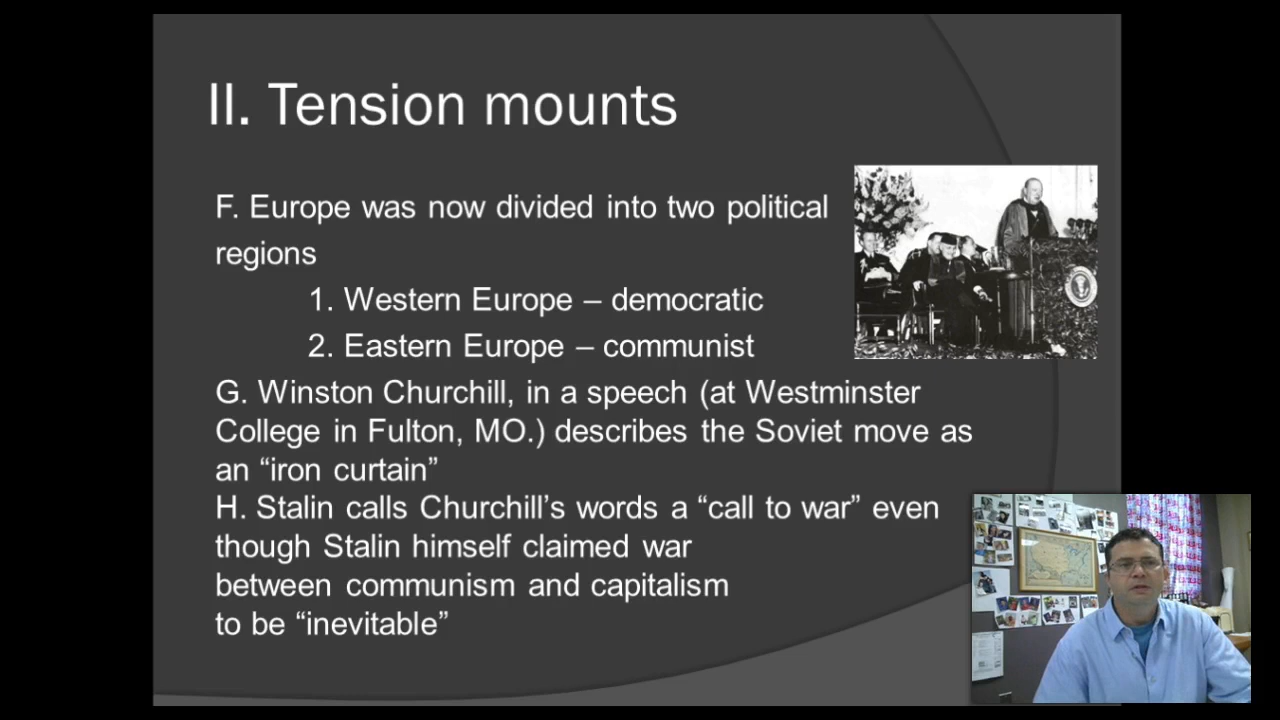 II. Tension mounts
F. Europe was now divided into two political
regions
1. Western Europe – democratic
2. Eastern Europe – communist
G. Winston Churchill, in a speech (at Westminster
College in Fulton, MO.) describes the Soviet move as
an “iron curtain”
H. Stalin calls Churchill’s words a “call to war” even
though Stalin himself claimed war
between communism and capitalism
to be “inevitable”